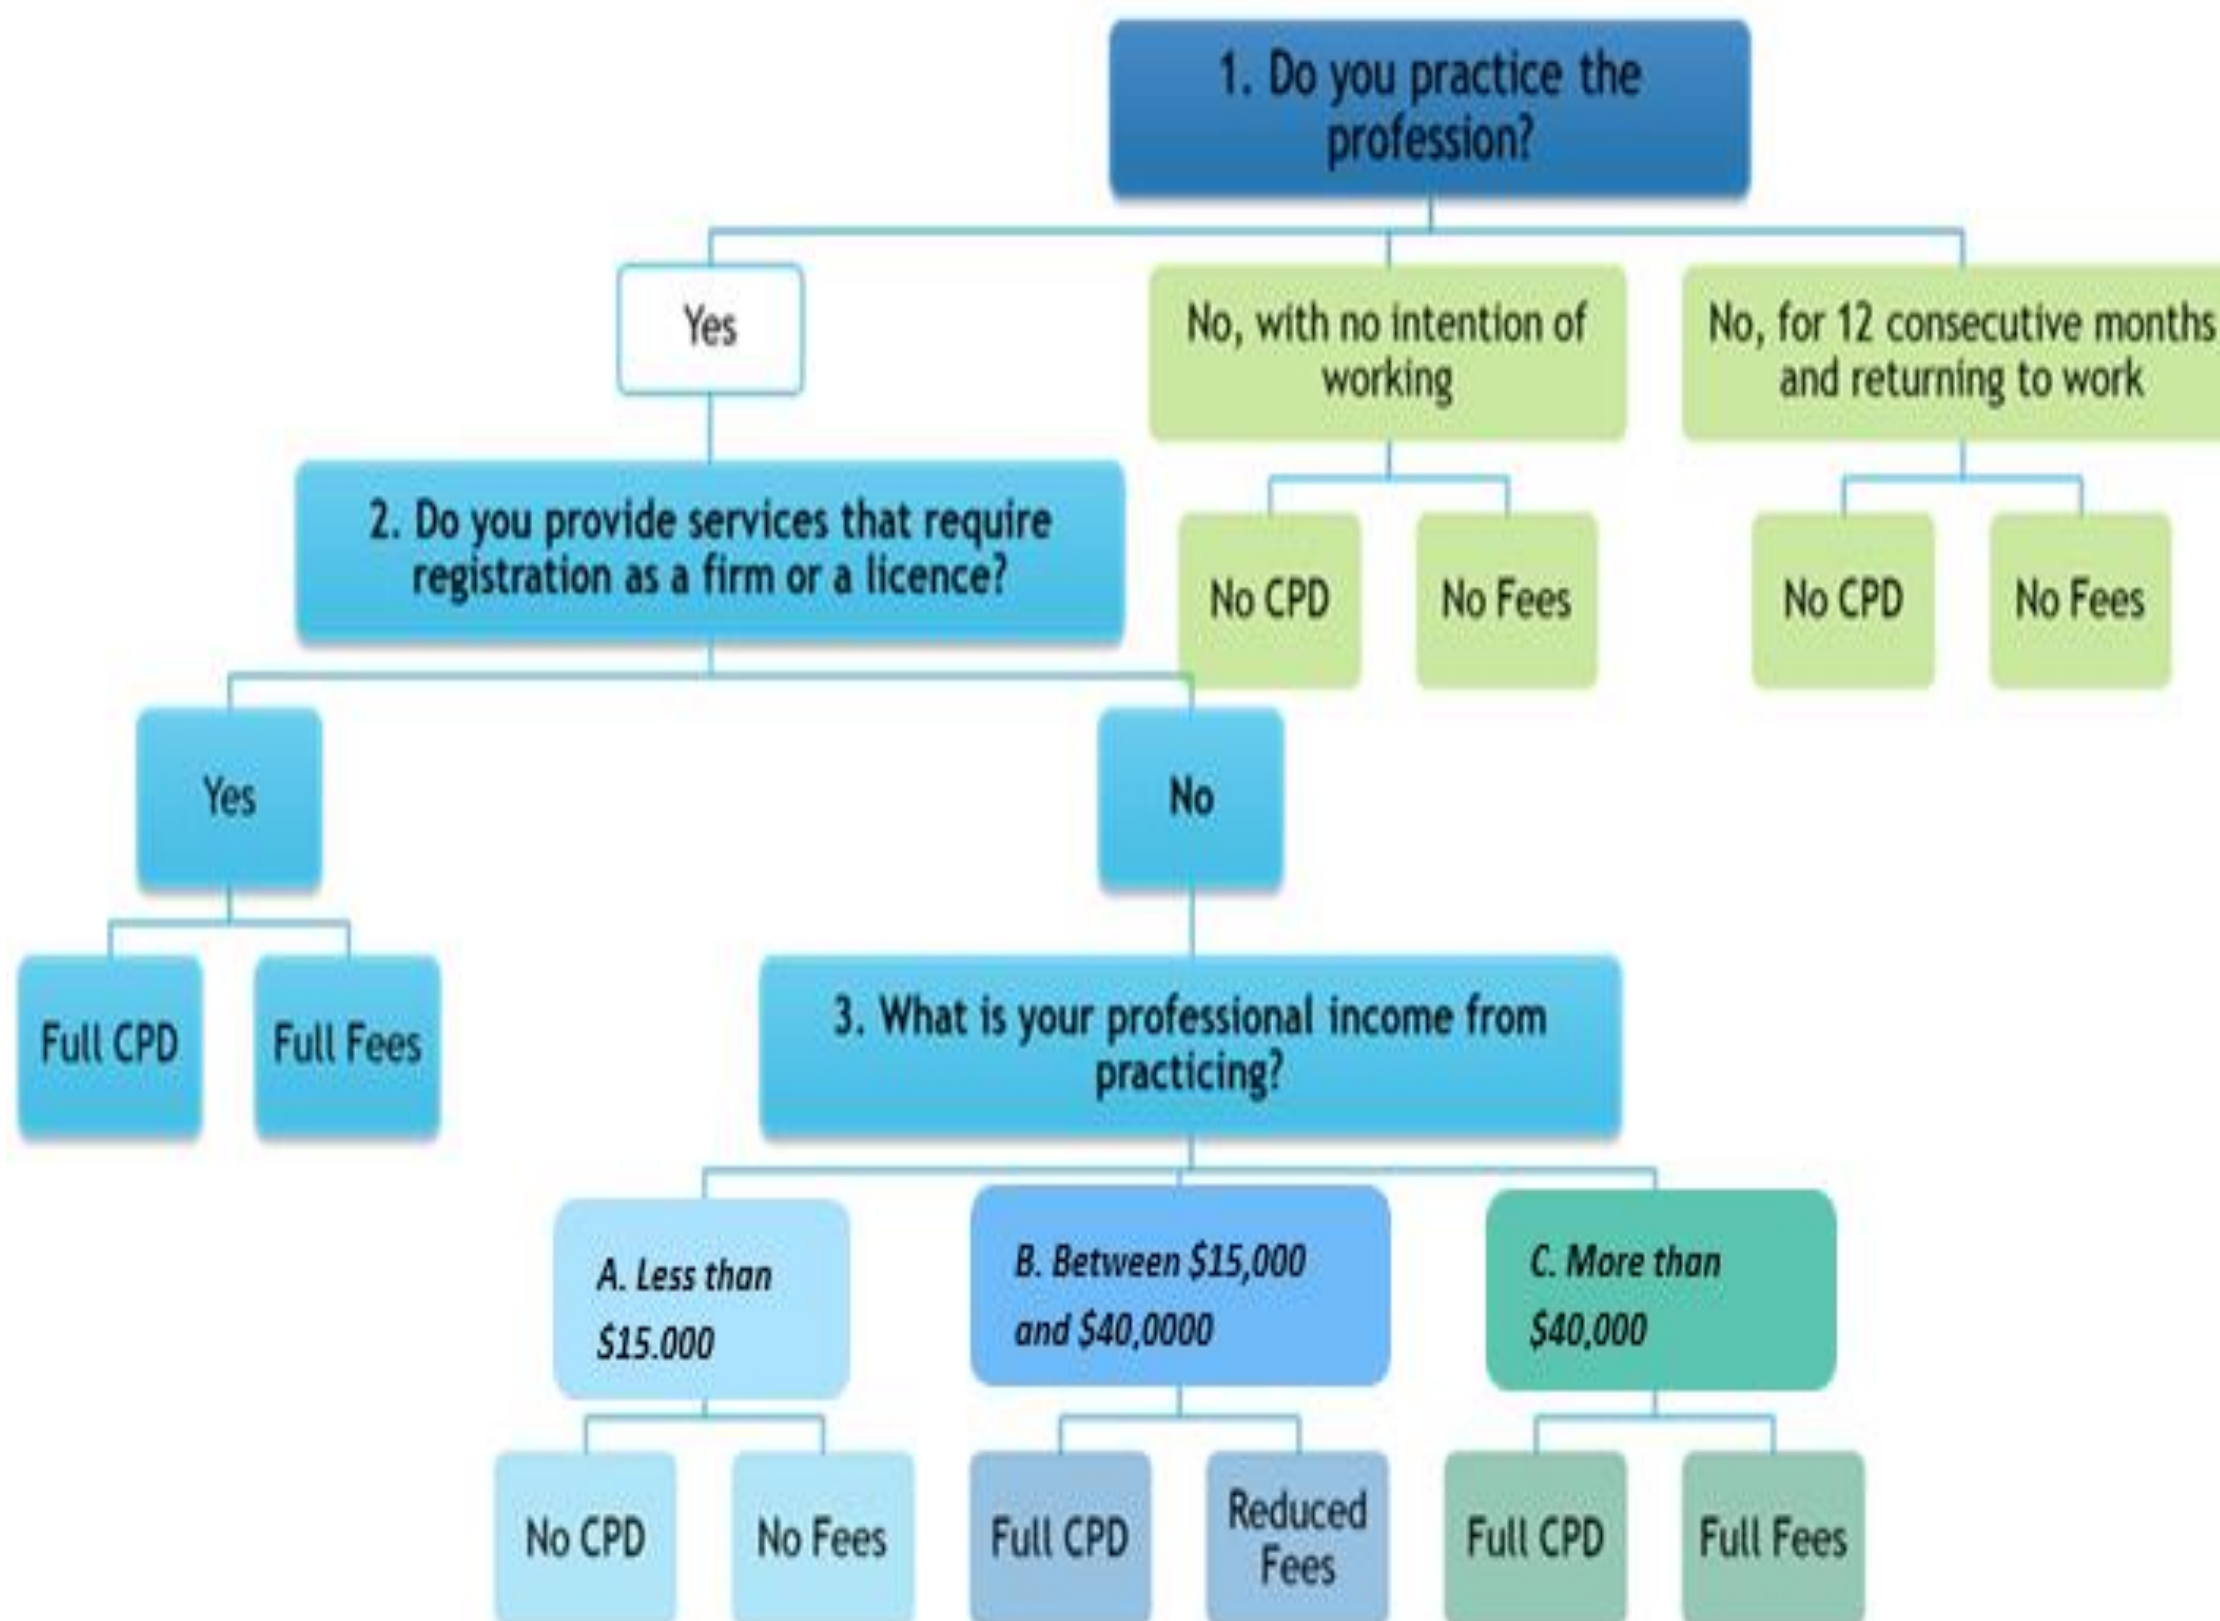 1. Do you practice the
profession?
Yes
No, with no intention of
working
No, for 12 consecutive months
and returning to work
2. Do you provide services that require
registration as a firm or a licence?
No CPD
No Fees
No CPD
No Fees
Yes
No
Full CPD
Full Fees
3. What is your professional income from
practicing?
A. Less than
$15.000
B. Between $15,000
and $40,0000
C. More than
$40,000
No CPD
No Fees
Full CPD
Reduced
Fees
Full CPD
Full Fees